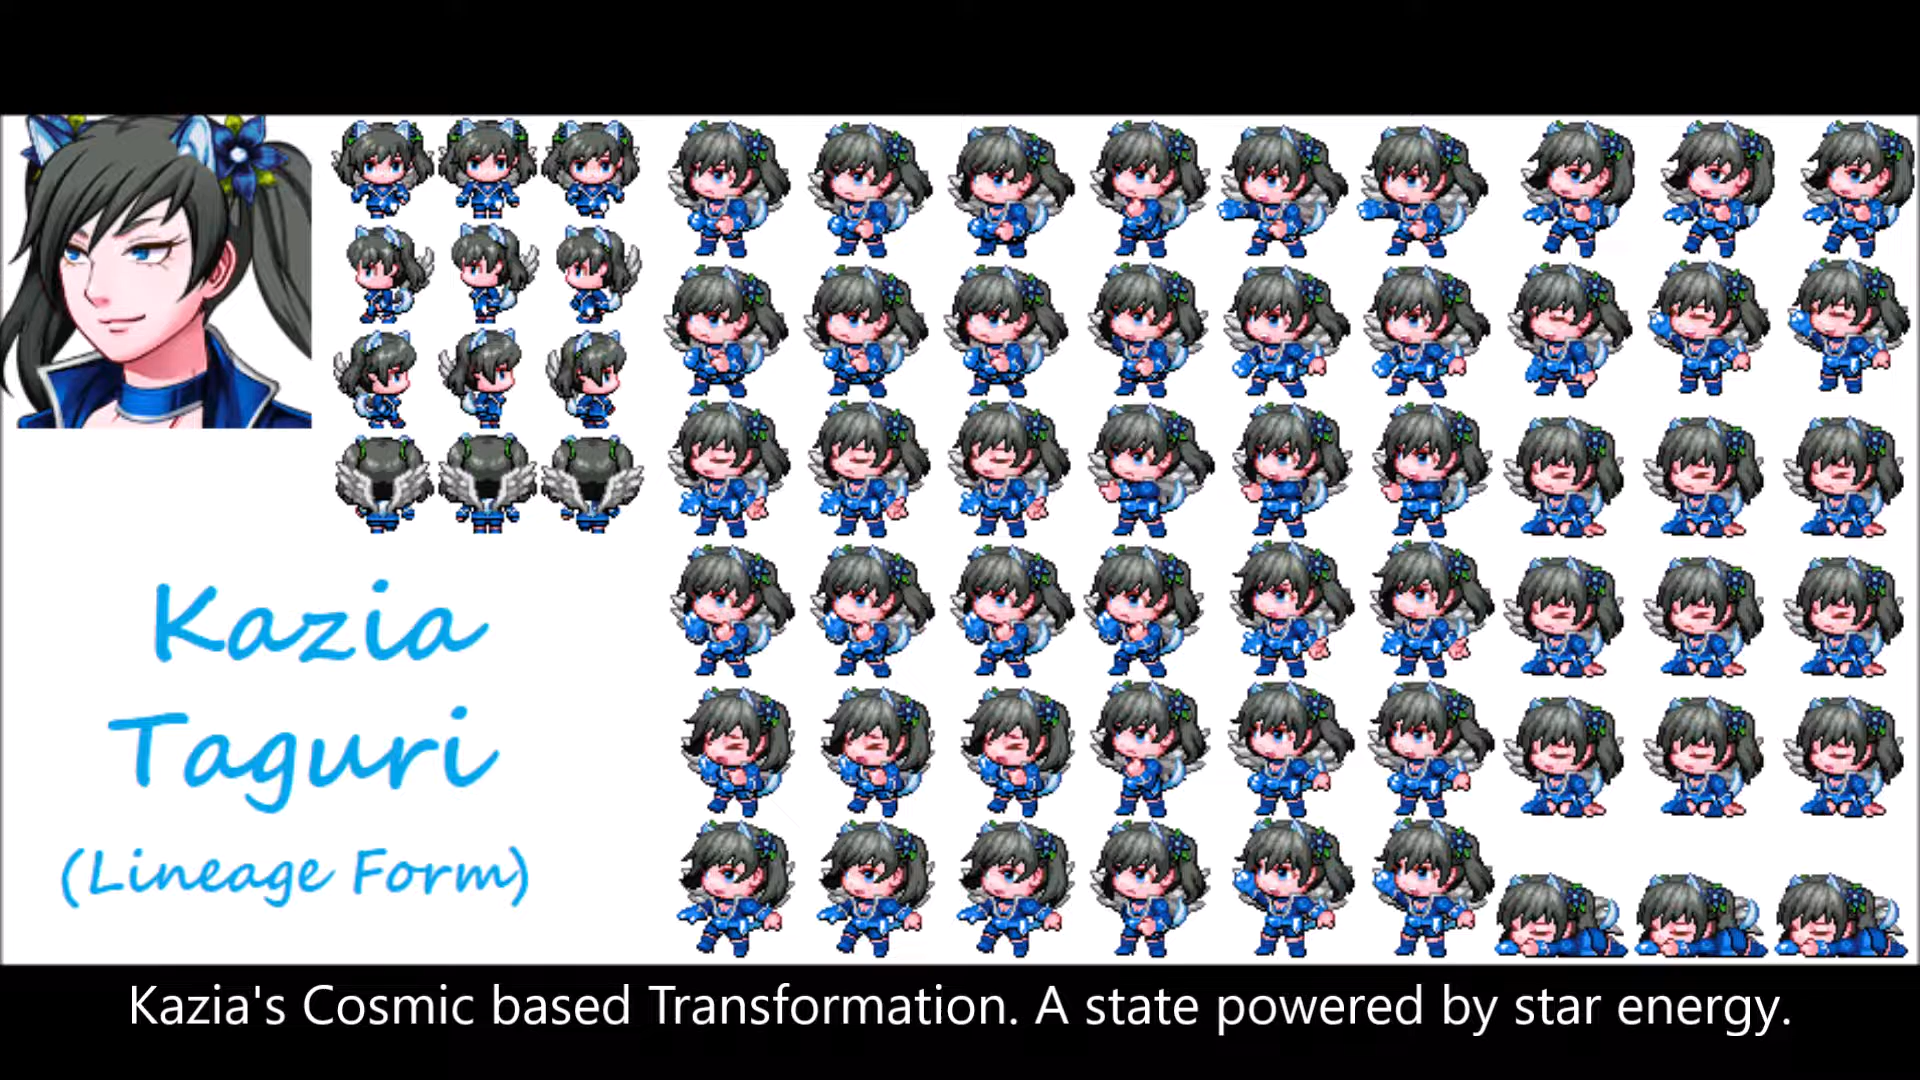 Kazia
Taguri
(Lineage Form)
Kazia's Cosmic based Transformation. A state powered by star energy.